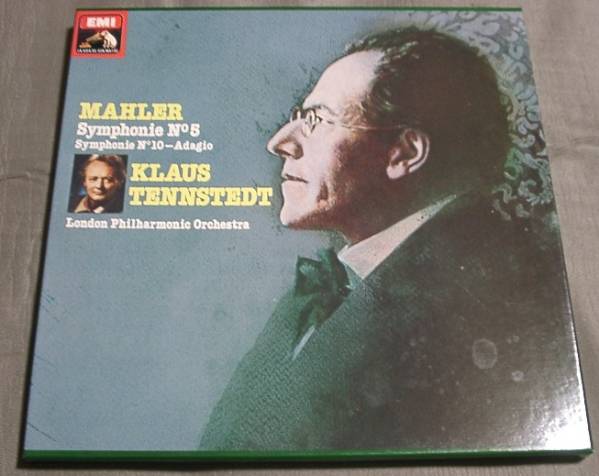 EMI
MAHLER
Symphonie Nº5
Symphonie Nº10-Adagio
KLAUS
TENNSTEDT
London Philharmonic Orchestra